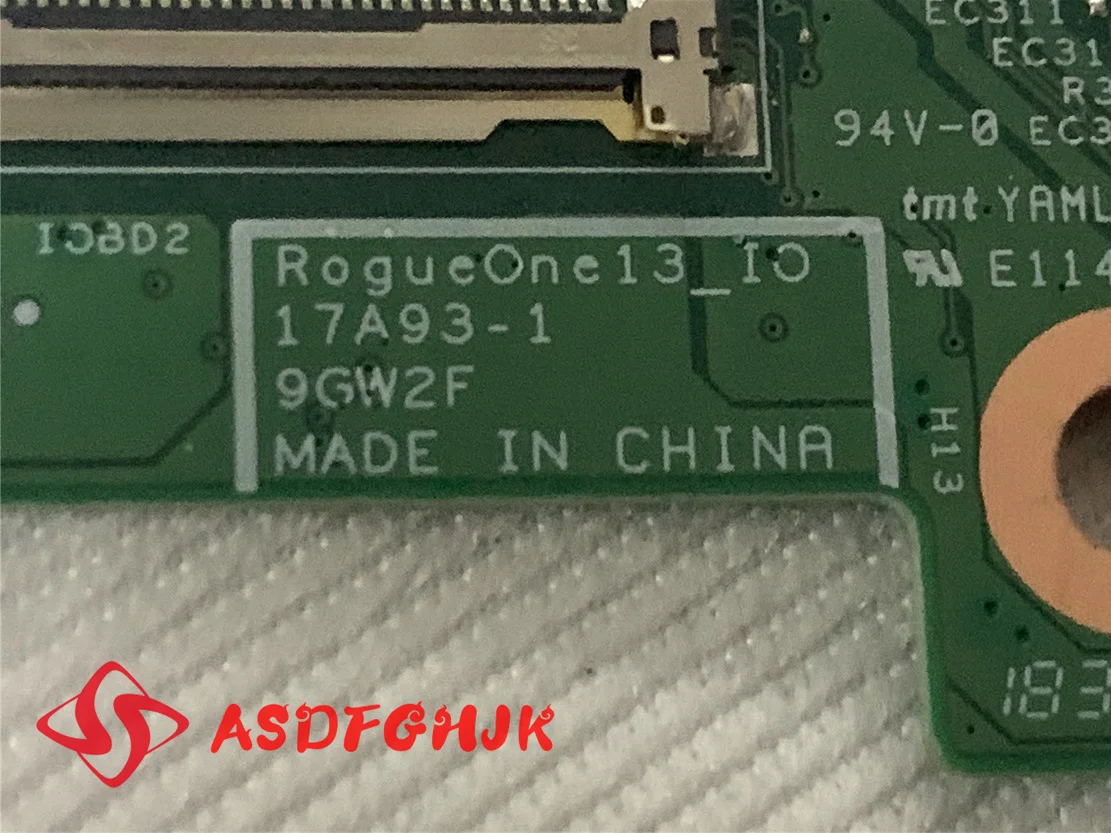 EC311
EC31
R3
94V-0 EC3
tmt YAML
IOBD2
E114
RogueOne13_IO
17A93-1
9GW2F
MADE IN CHINA
H13
183
ASDFGHJK